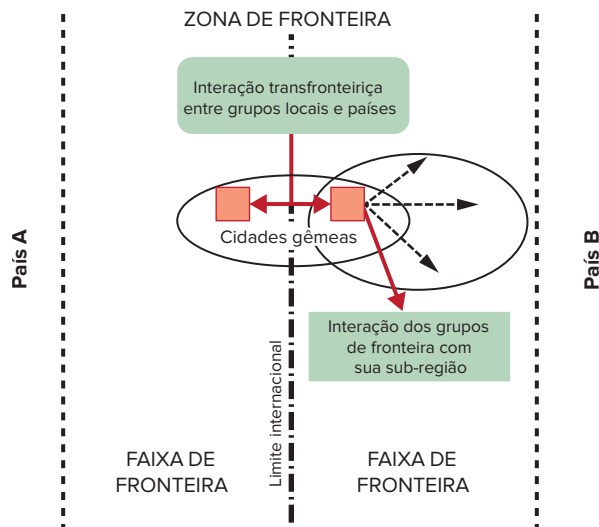 ZONA DE FRONTEIRA
Interação transfronteiriça
entre grupos locais e países
Cidades gêmeas
País A
País B
Interação dos grupos
de fronteira com
sua sub-região
Limite internacional
FAIXA DE
FRONTEIRA
FAIXA DE
FRONTEIRA